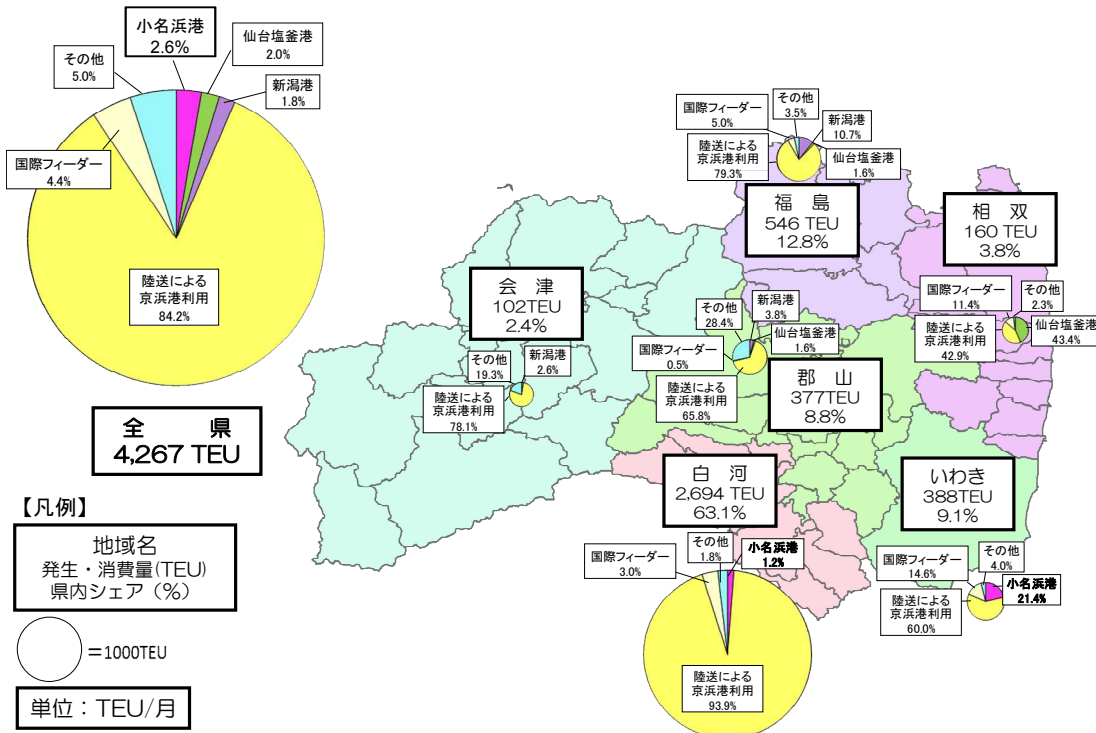 小名浜港
2.6%
仙台塩釜港
2.0%
その他
5.0%
新潟港
1.8%
国際フィーダー
4.4%
陸送による
京浜港利用
84.2%
全　県
4,267 TEU
【凡例】
地域名
発生・消費量(TEU)
県内シェア（%）
＝1000TEU
単位：TEU/月
その他
3.5%
国際フィーダー
5.0%
新潟港
10.7%
陸送による
京浜港利用
79.3%
仙台塩釜港
1.6%
福　島
546 TEU
12.8%
相　双
160 TEU
3.8%
国際フィーダー
11.4%
その他
2.3%
陸送による
京浜港利用
42.9%
仙台塩釜港
43.4%
会　津
102TEU
2.4%
その他
19.3%
新潟港
2.6%
陸送による
京浜港利用
78.1%
その他
28.4%
新潟港
3.8%
仙台塩釜港
1.6%
国際フィーダー
0.5%
陸送による
京浜港利用
65.8%
郡　山
377TEU
8.8%
白　河
2,694 TEU
63.1%
その他
1.8%
小名浜港
1.2%
国際フィーダー
3.0%
陸送による
京浜港利用
93.9%
いわき
388TEU
9.1%
国際フィーダー
14.6%
その他
4.0%
小名浜港
21.4%
陸送による
京浜港利用
60.0%